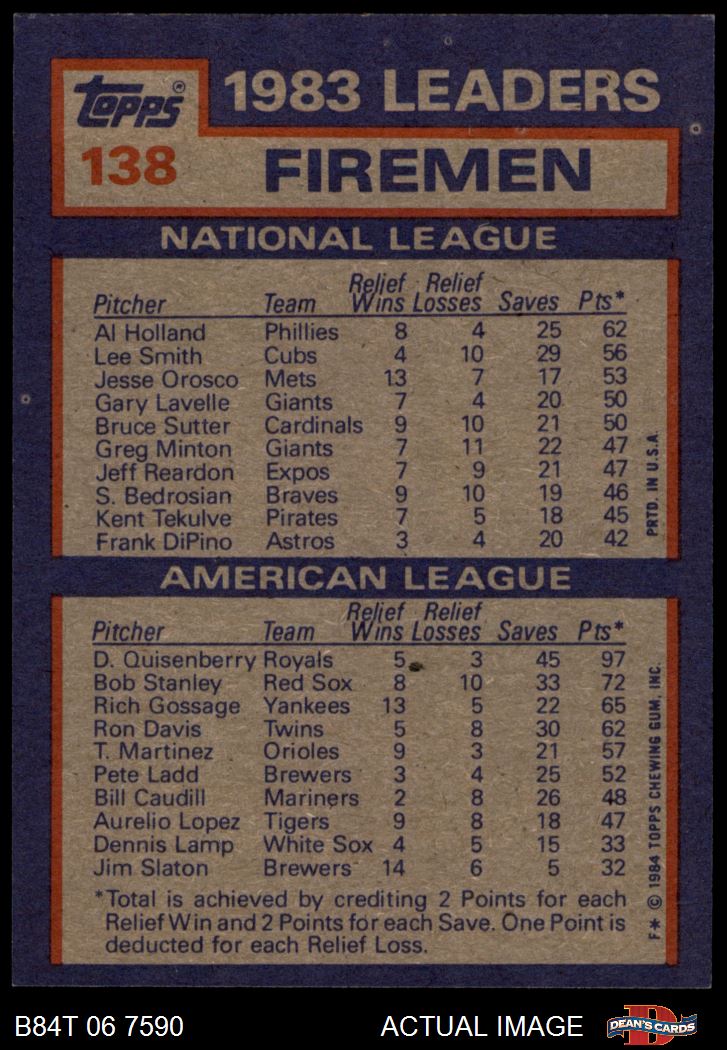 Topps® 1983 LEADERS
138 FIREMEN
NATIONAL LEAGUE
Relief Relief
Pitcher Team Wins Losses Saves Pts*
Al Holland Phillies 8 4 25 62
Lee Smith Cubs 4 10 29 56
Jesse Orosco Mets 13 7 17 53
Gary Lavelle Giants 7 4 20 50
Bruce Sutter Cardinals 9 10 21 50
Greg Minton Giants 7 11 22 47
Jeff Reardon Expos 7 9 21 47
S. Bedrosian Braves 9 10 19 46
Kent Tekulve Pirates 7 5 18 45
Frank DiPino Astros 3 4 20 42
PRTD. IN U.S.A.
AMERICAN LEAGUE
Relief Relief
Pitcher Team Wins Losses Saves Pts*
D. Quisenberry Royals 5 3 45 97
Bob Stanley Red Sox 8 10 33 72
Rich Gossage Yankees 13 5 22 65
Ron Davis Twins 5 8 30 62
T. Martinez Orioles 9 3 21 57
Pete Ladd Brewers 3 4 25 52
Bill Caudill Mariners 2 8 26 48
Aurelio Lopez Tigers 9 8 18 47
Dennis Lamp White Sox 4 5 15 33
Jim Slaton Brewers 14 6 5 32
*Total is achieved by crediting 2 Points for each
Relief Win and 2 Points for each Save. One Point is
deducted for each Relief Loss.
F* © 1984 TOPPS CHEWING GUM, INC.
B84T 06 7590 ACTUAL IMAGE DEAN'S CARDS